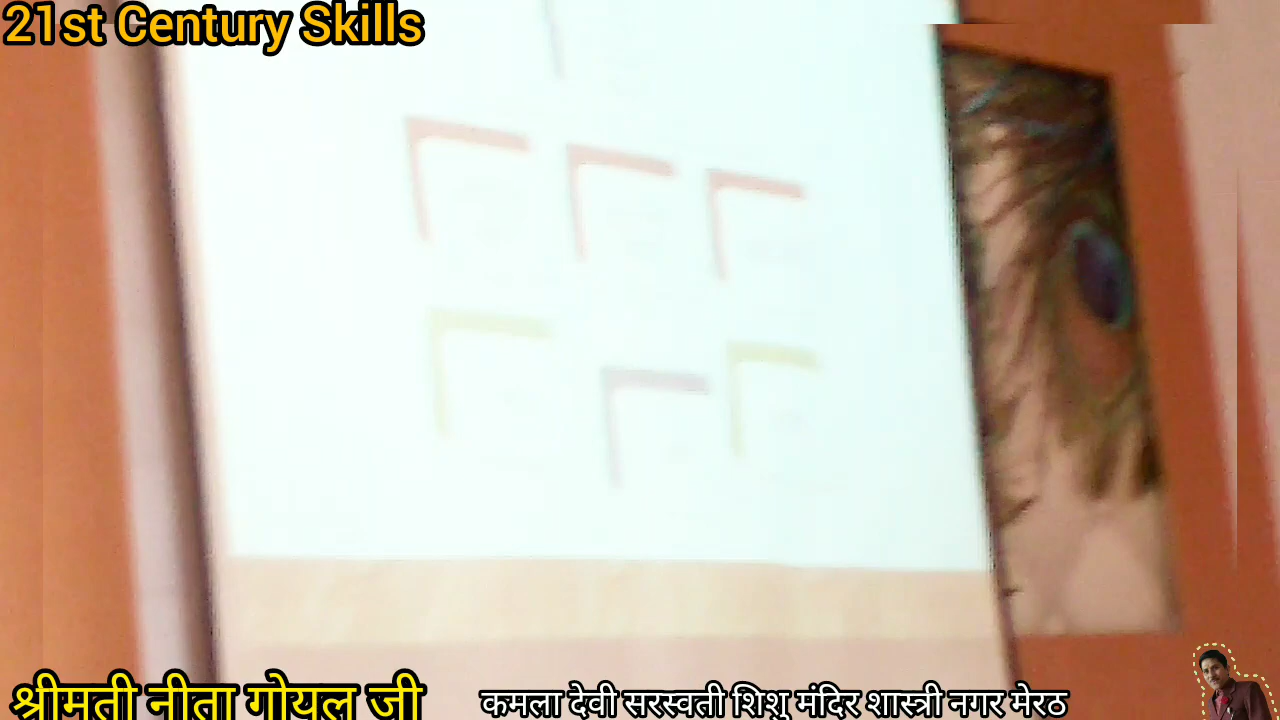 21st Century Skills
श्रीमती नीता गोयल जी
कमला देवी सरस्वती शिशु मंदिर शास्त्री नगर मेरठ